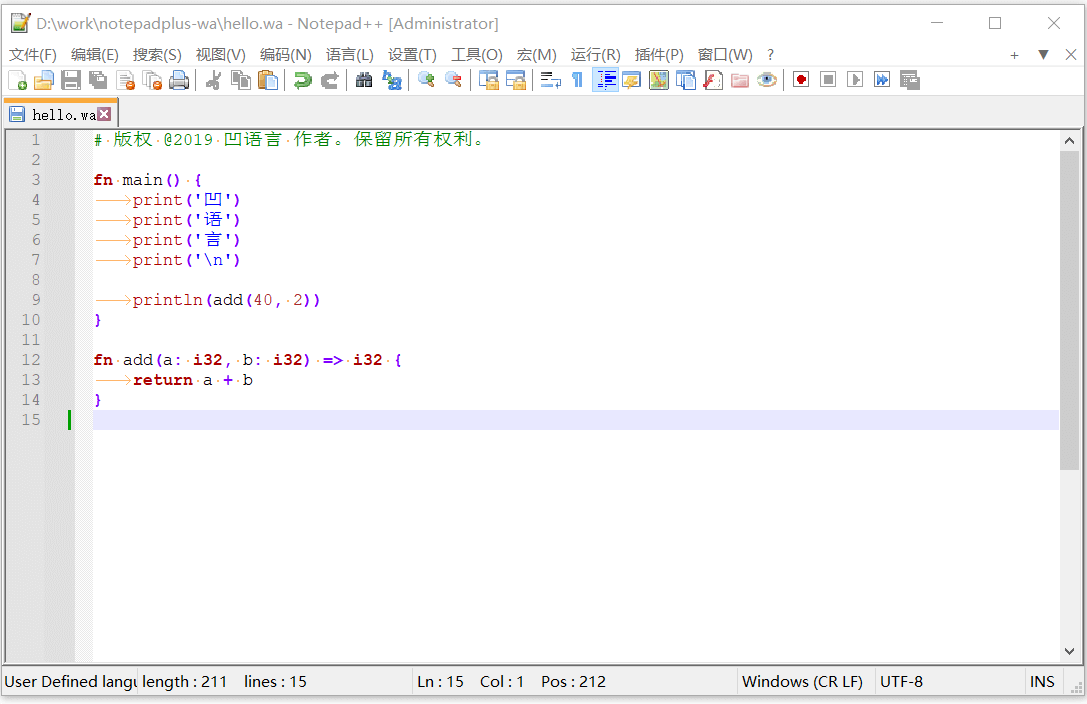 D:\work\notepadplus-wa\hello.wa - Notepad++ [Administrator]
文件(F) 编辑(E) 搜索(S) 视图(V) 编码(N) 语言(L) 设置(T) 工具(O) 宏(M) 运行(R) 插件(P) 窗口(W) ?
hello.wa
1 # 版权 @2019 凹语言 作者。保留所有权利。
2
3 fn main() {
4 print('凹')
5 print('语')
6 print('言')
7 print('\n')
8
9 println(add(40, 2))
10 }
11
12 fn add(a: i32, b: i32) => i32 {
13 return a + b
14 }
15
User Defined langu length : 211 lines : 15 Ln : 15 Col : 1 Pos : 212 Windows (CR LF) UTF-8 INS